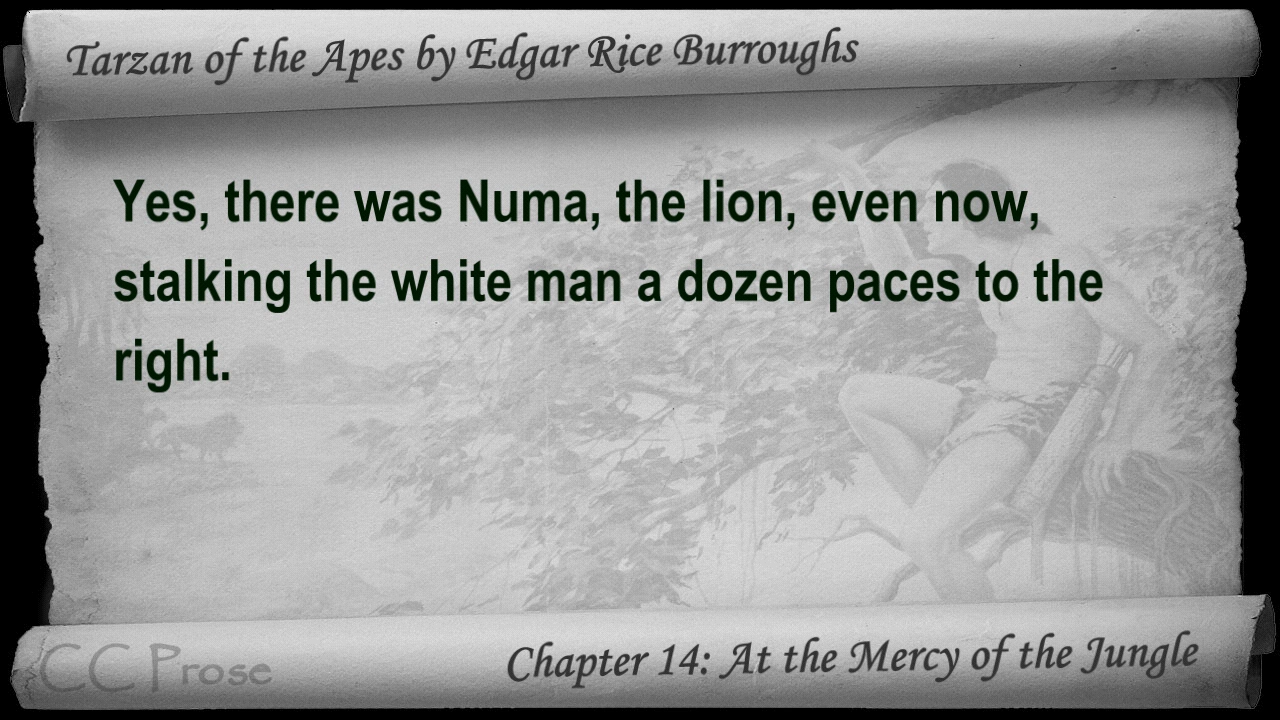 Tarzan of the Apes by Edgar Rice Burroughs
Yes, there was Numa, the lion, even now,
stalking the white man a dozen paces to the
right.
CC Prose
Chapter 14: At the Mercy of the Jungle